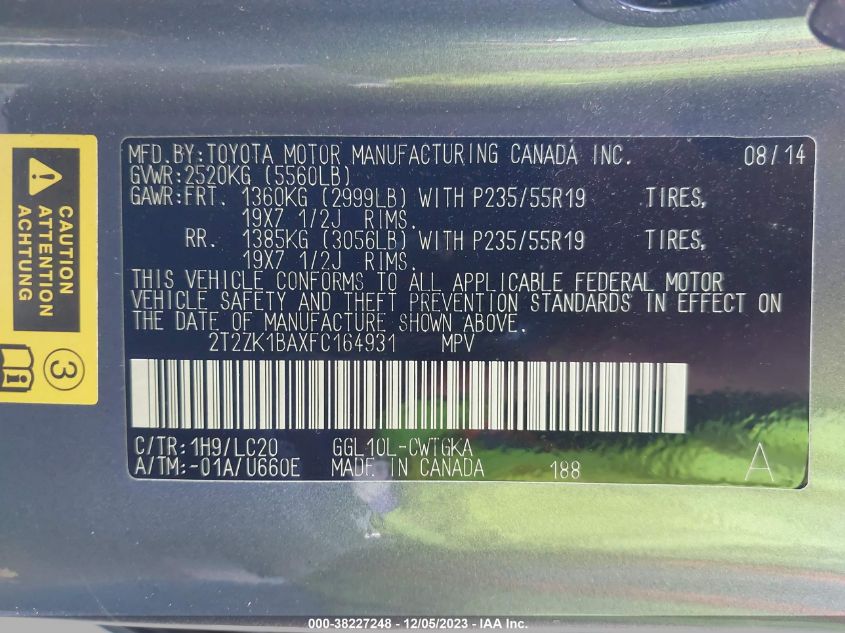 CAUTION
ATTENTION
ACHTUNG
3
MFD.BY:TOYOTA MOTOR MANUFACTURING CANADA INC. 08/14
GVWR:2520KG (5560LB)
GAWR:FRT. 1360KG (2999LB) WITH P235/55R19 TIRES,
19X7 1/2J RIMS.
RR. 1385KG (3056LB) WITH P235/55R19 TIRES,
19X7 1/2J RIMS.
THIS VEHICLE CONFORMS TO ALL APPLICABLE FEDERAL MOTOR
VEHICLE SAFETY AND THEFT PREVENTION STANDARDS IN EFFECT ON
THE DATE OF MANUFACTURE SHOWN ABOVE.
2T2ZK1BAXFC164931 MPV
C/TR: 1H9/LC20 GGL10L-CWTGKA
A/TM:-01A/U660E MADE IN CANADA 188 A
000-38227248 - 12/05/2023 - IAA Inc.